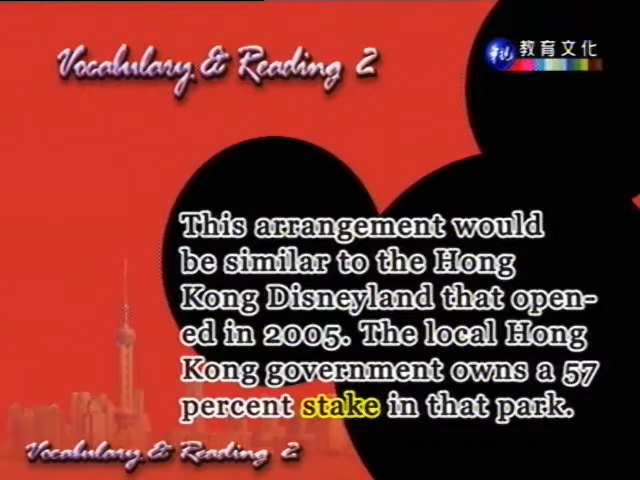 Vocabulary & Reading 2
華視 教育文化
This arrangement would
be similar to the Hong
Kong Disneyland that open-
ed in 2005. The local Hong
Kong government owns a 57
percent stake in that park.
Vocabulary & Reading 2